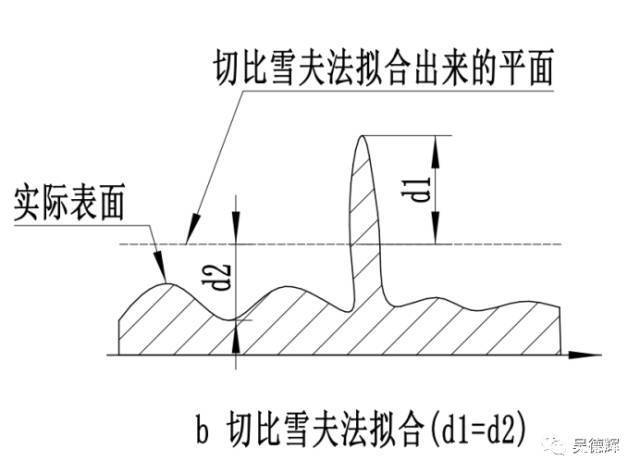 切比雪夫法拟合出来的平面
实际表面
d1
d2
b 切比雪夫法拟合(d1=d2)
吴德辉